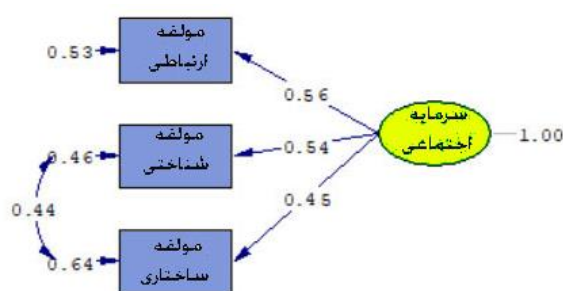 مولفه
ارتباطی
0.53
0.56
سرمایه
اجتماعی
1.00
مولفه
شناختی
0.46
0.54
0.44
0.45
مولفه
ساختاری
0.64